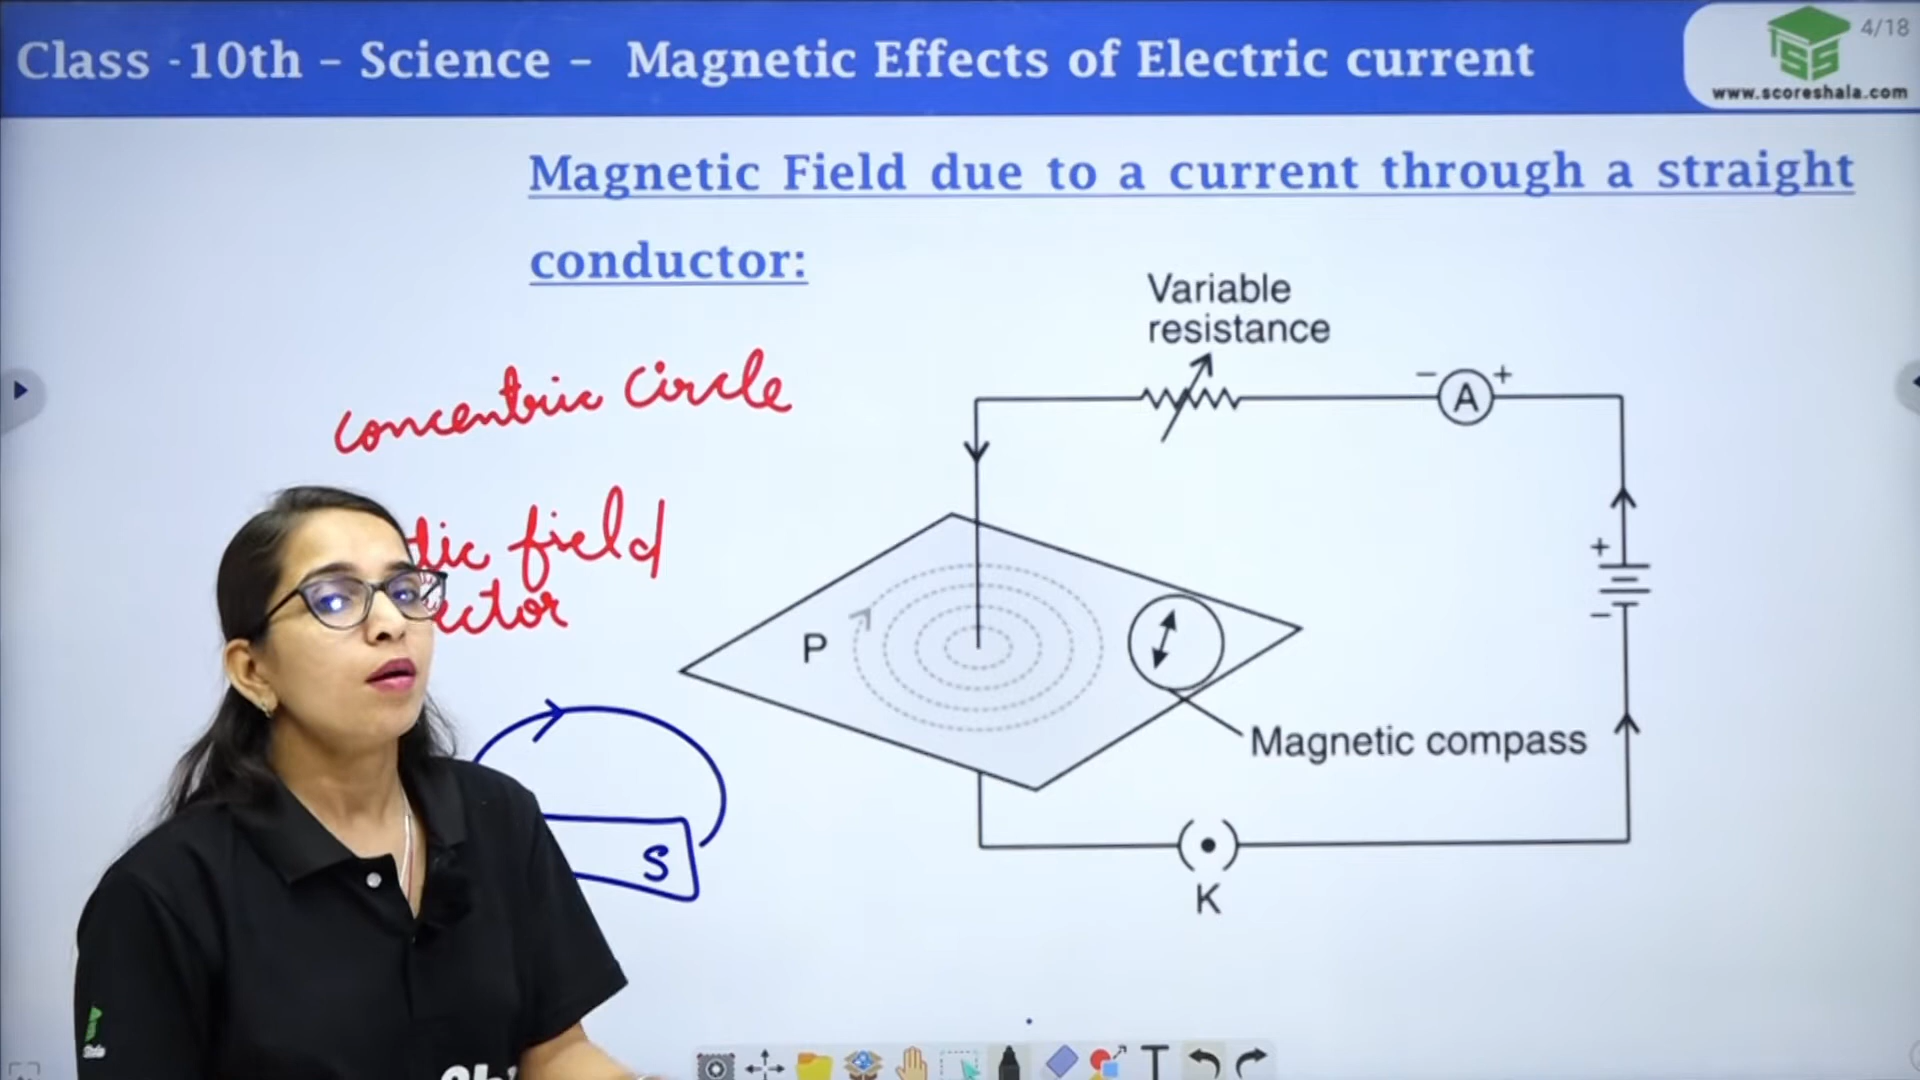 Class -10th – Science – Magnetic Effects of Electric current
4/18
www.scoreshala.com
Magnetic Field due to a current through a straight
conductor:
Variable
resistance
concentric circle
− A +
field
+
−
P
Magnetic compass
S
K
T